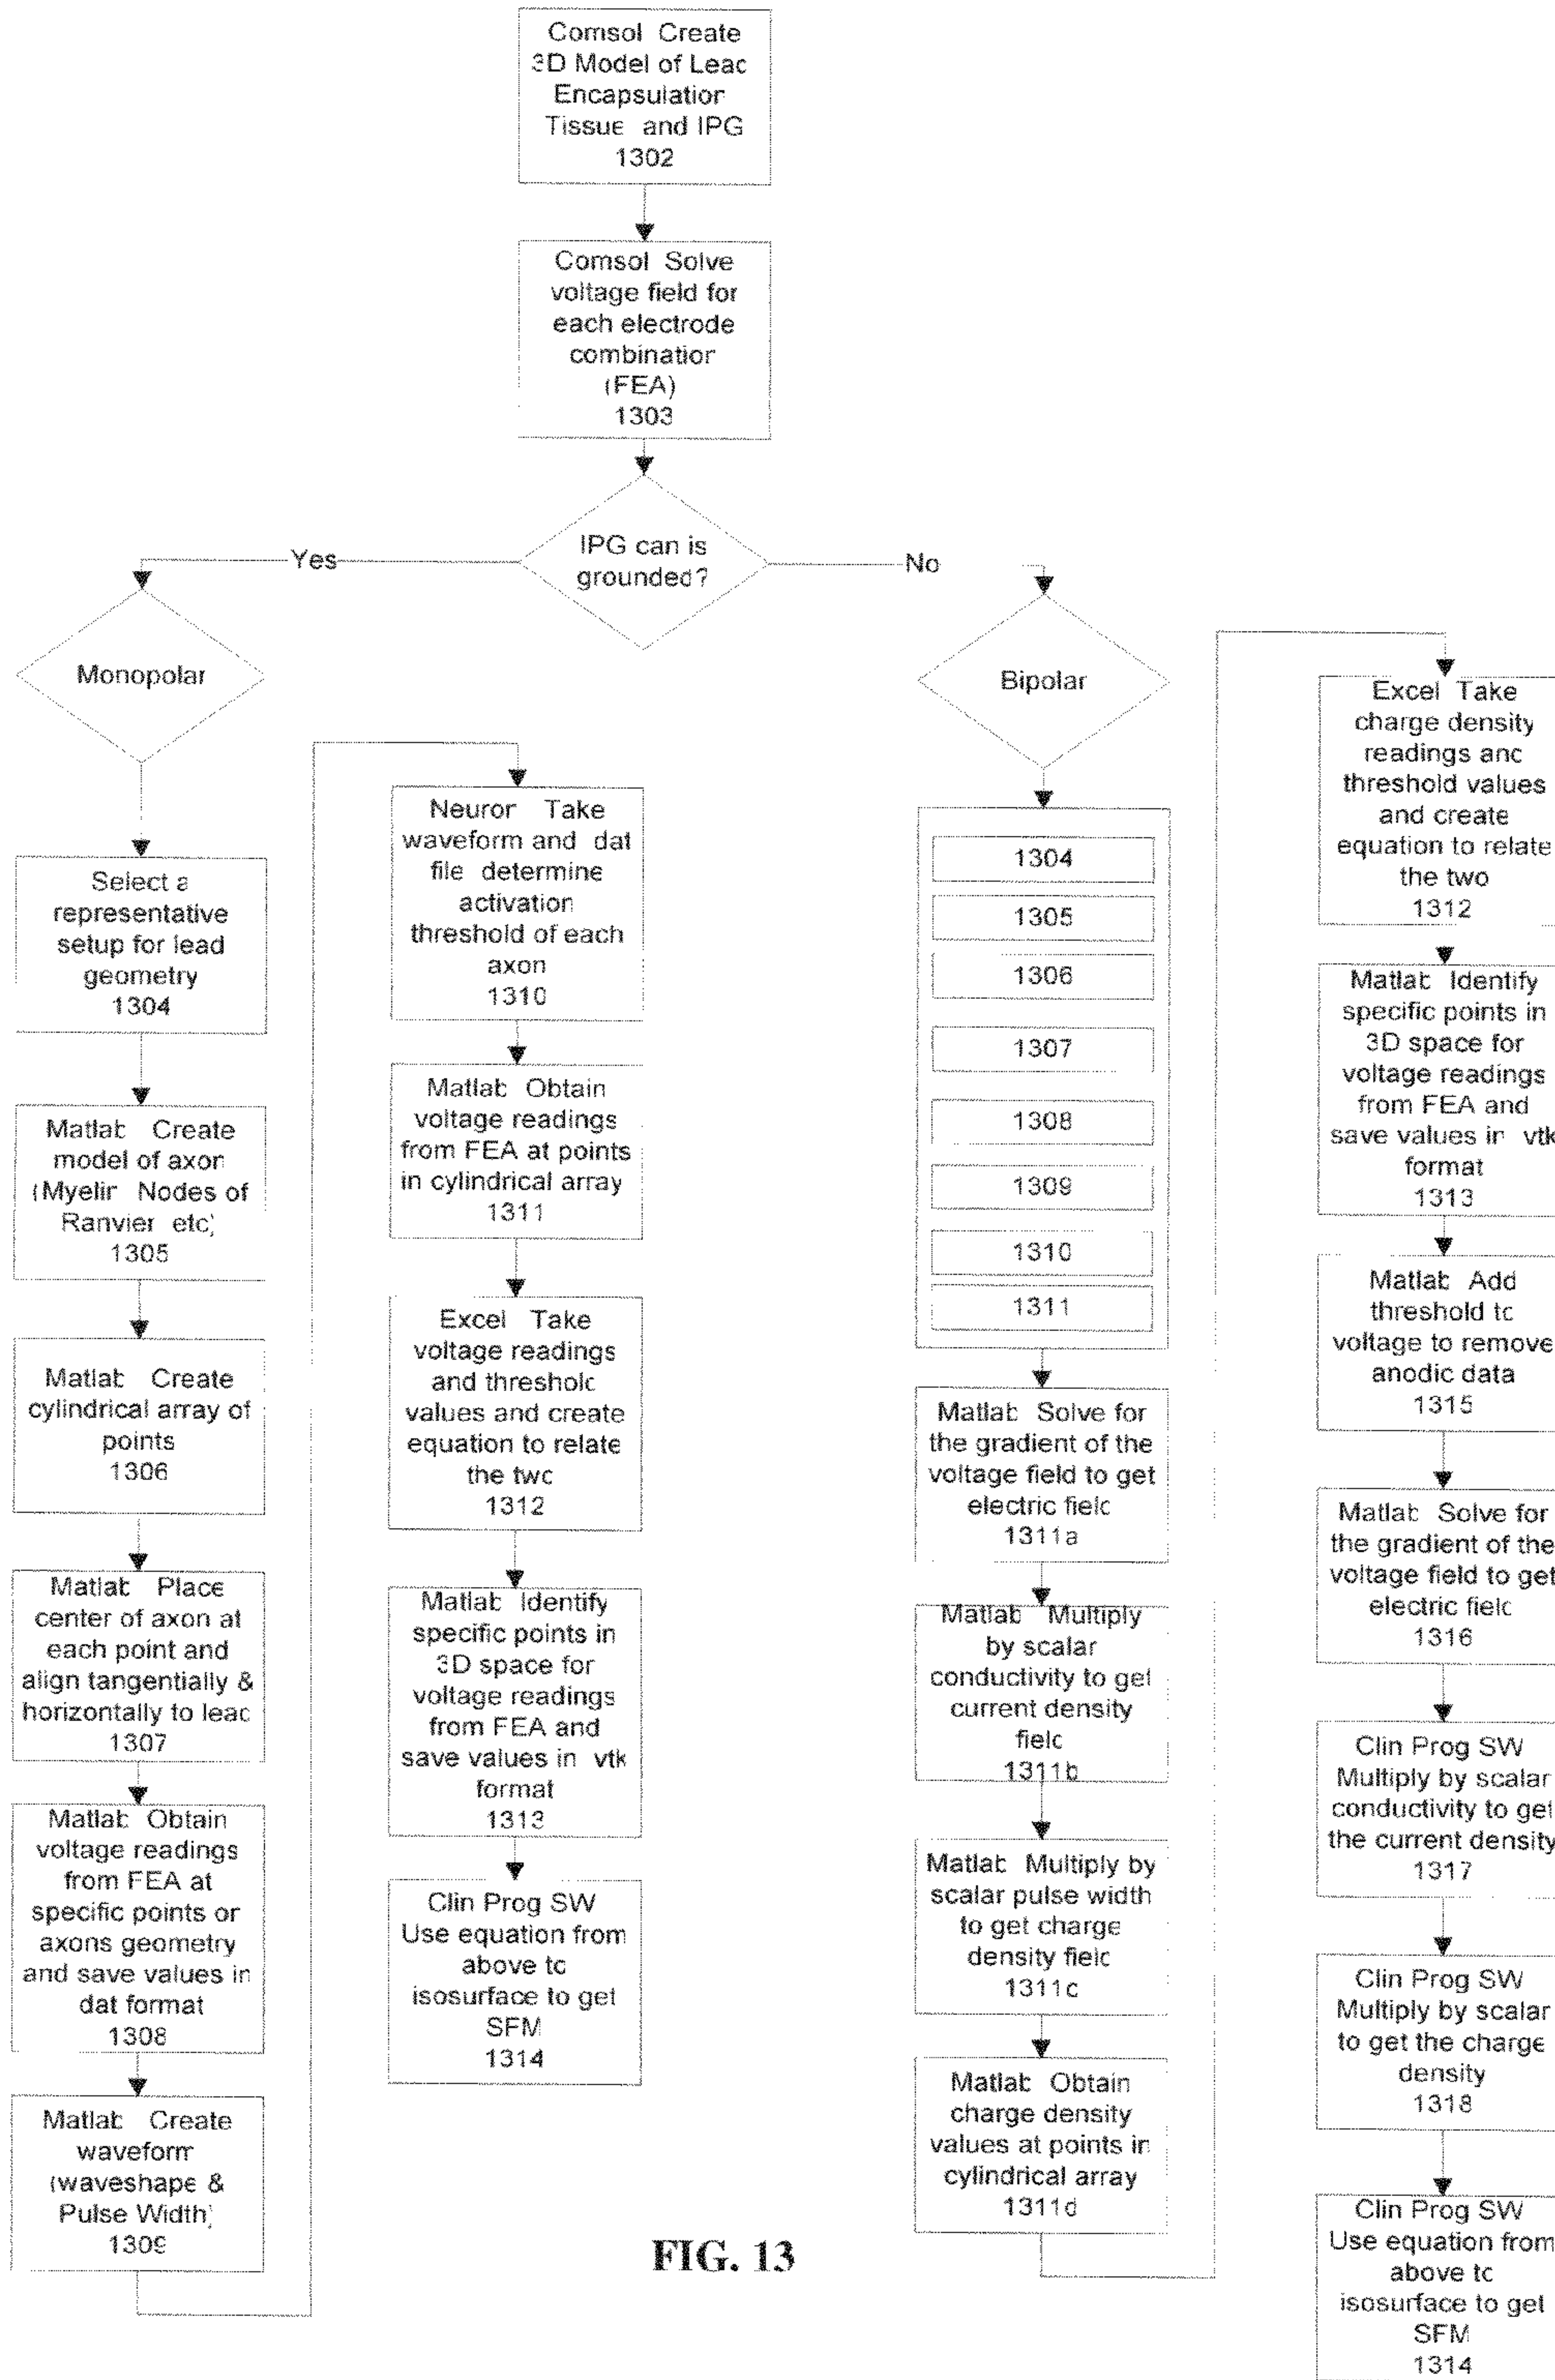 Comsol Create
3D Model of Lead
Encapsulation
Tissue and IPG
1302
Comsol Solve
voltage field for
each electrode
combination
(FEA)
1303
IPG can is
grounded?
Yes
No
Monopolar
Select a
representative
setup for lead
geometry
1304
Matlab Create
model of axon
(Myelin Nodes of
Ranvier etc)
1305
Matlab Create
cylindrical array of
points
1306
Matlab Place
center of axon at
each point and
align tangentially &
horizontally to lead
1307
Matlab Obtain
voltage readings
from FEA at
specific points on
axons geometry
and save values in
dat format
1308
Matlab Create
waveform
(waveshape &
Pulse Width)
1309
Neuron Take
waveform and dat
file determine
activation
threshold of each
axon
1310
Matlab Obtain
voltage readings
from FEA at points
in cylindrical array
1311
Excel Take
voltage readings
and threshold
values and create
equation to relate
the two
1312
Matlab Identify
specific points in
3D space for
voltage readings
from FEA and
save values in vtk
format
1313
Clin Prog SW
Use equation from
above to
isosurface to get
SFM
1314
Bipolar
1304
1305
1306
1307
1308
1309
1310
1311
Matlab Solve for
the gradient of the
voltage field to get
electric field
1311a
Matlab Multiply
by scalar
conductivity to get
current density
field
1311b
Matlab Multiply by
scalar pulse width
to get charge
density field
1311c
Matlab Obtain
charge density
values at points in
cylindrical array
1311d
Excel Take
charge density
readings and
threshold values
and create
equation to relate
the two
1312
Matlab Identify
specific points in
3D space for
voltage readings
from FEA and
save values in vtk
format
1313
Matlab Add
threshold to
voltage to remove
anodic data
1315
Matlab Solve for
the gradient of the
voltage field to get
electric field
1316
Clin Prog SW
Multiply by scalar
conductivity to get
the current density
1317
Clin Prog SW
Multiply by scalar
to get the charge
density
1318
Clin Prog SW
Use equation from
above to
isosurface to get
SFM
1314
FIG. 13